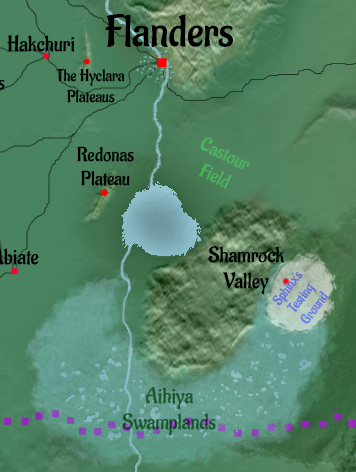 Flanders
Hakchuri
s
The Hyclara
Plateaus
Castour
Field
Redonas
Plateau
Shamrock
Valley
Sphinx's
Testing
Ground
Abiate
Aihiya
Swamplands